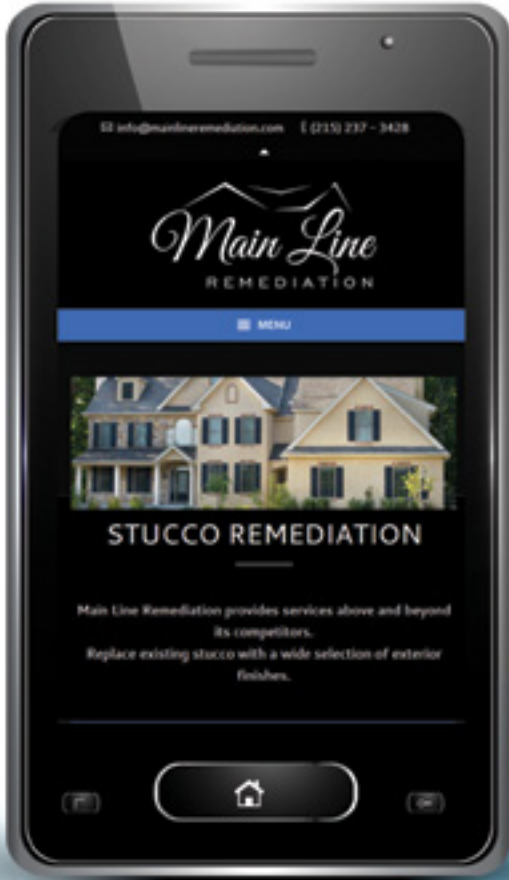 info@mainlineremediation.com (215) 237 - 3428
Main Line
REMEDIATION
MENU
STUCCO REMEDIATION
Main Line Remediation provides services above and beyond
its competitors.
Replace existing stucco with a wide selection of exterior
finishes.